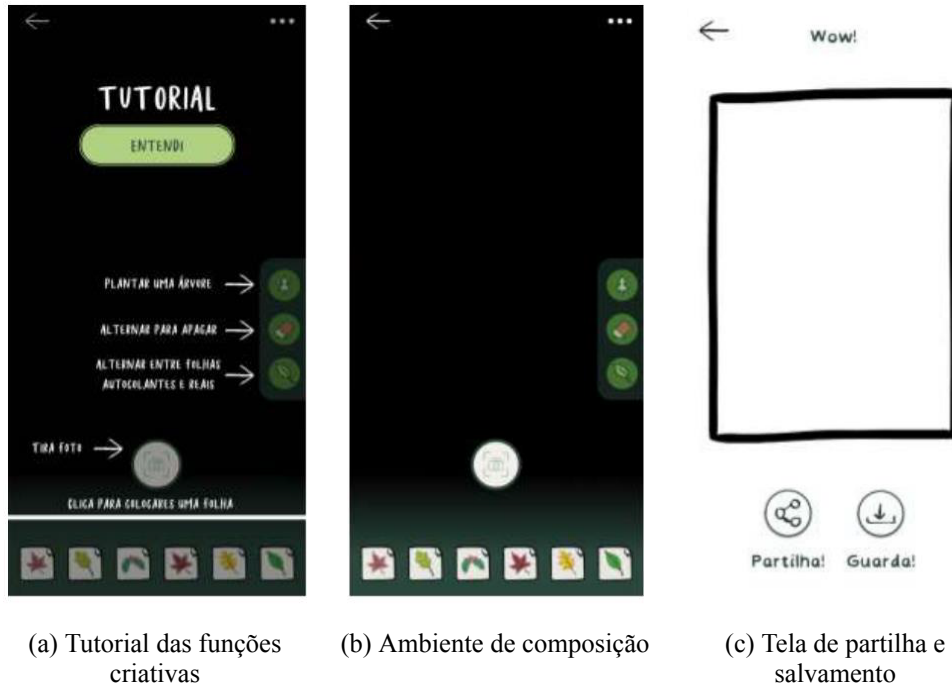 TUTORIAL
ENTENDI
PLANTAR UMA ÁRVORE
ALTERNAR PARA APAGAR
ALTERNAR ENTRE FOLHAS
AUTOCOLANTES E REAIS
TIRA FOTO
CLICA PARA COLOCARES UMA FOLHA
Wow!
Partilha!
Guarda!
(a) Tutorial das funções
criativas
(b) Ambiente de composição
(c) Tela de partilha e
salvamento